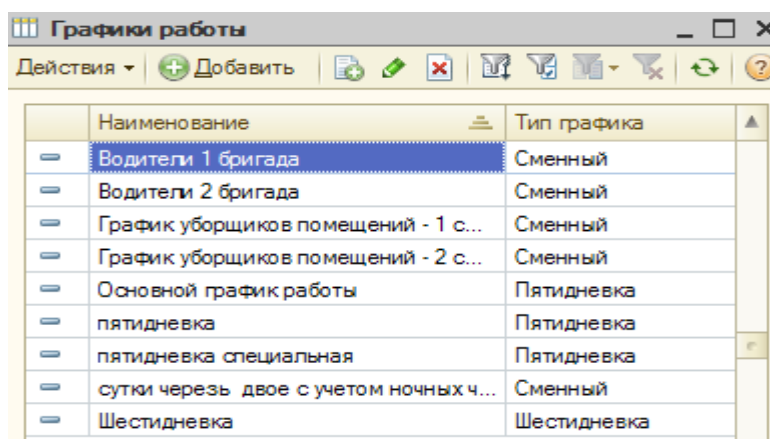 Графики работы
Действия Добавить
Наименование Тип графика
Водители 1 бригада Сменный
Водители 2 бригада Сменный
График уборщиков помещений - 1 с... Сменный
График уборщиков помещений - 2 с... Сменный
Основной график работы Пятидневка
пятидневка Пятидневка
пятидневка специальная Пятидневка
сутки черезь двое с учетом ночных ч... Сменный
Шестидневка Шестидневка